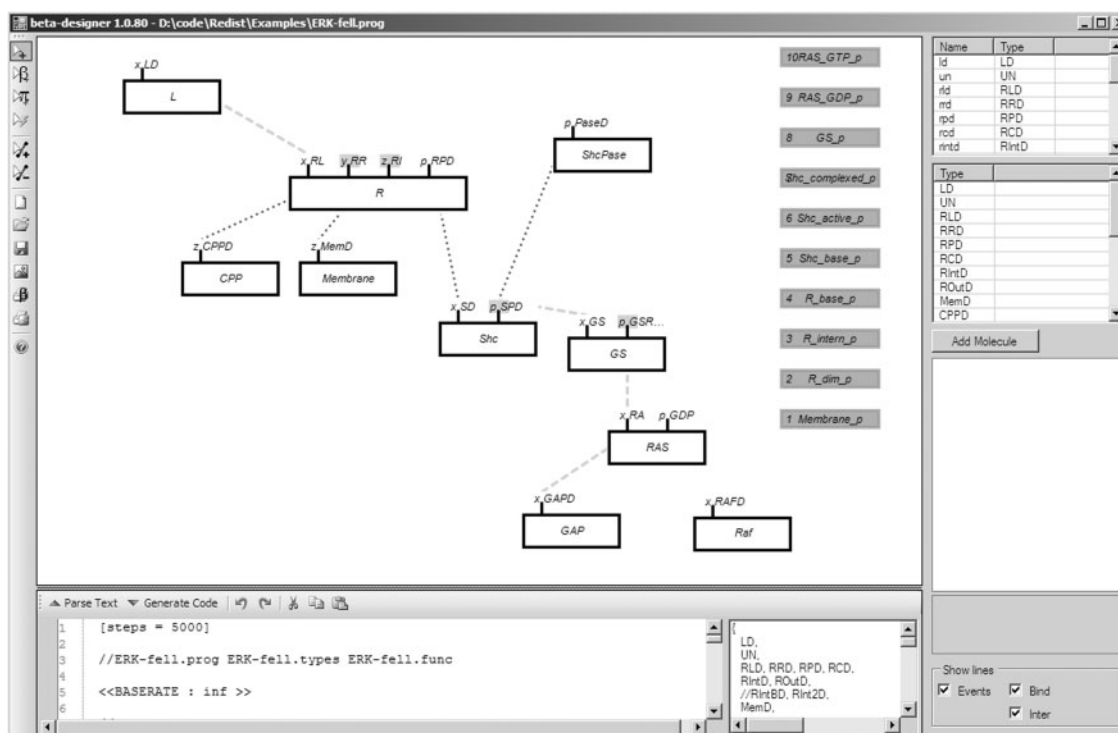 beta-designer 1.0.80 - D:\code\Redist\Examples\ERK-fell.prog
x_LD
L
x_RL y_RR z_RI p_RPD
R
p_PaseD
ShcPase
z_CPPD
CPP
z_MemD
Membrane
x_SD p_SPD
Shc
x_GS p_GSR...
GS
x_RA p_GDP
RAS
x_GAPD
GAP
x_RAFD
Raf
10RAS_GTP_p
9 RAS_GDP_p
8 GS_p
Shc_complexed_p
6 Shc_active_p
5 Shc_base_p
4 R_base_p
3 R_intern_p
2 R_dim_p
1 Membrane_p
Name Type
ld LD
un UN
rld RLD
rrd RRD
rpd RPD
rcd RCD
rintd RIntD
Type
LD
UN
RLD
RRD
RPD
RCD
RIntD
ROutD
MemD
CPPD
Add Molecule
Show lines
Events Bind
Inter
Parse Text Generate Code
1 [steps = 5000]
2
3 //ERK-fell.prog ERK-fell.types ERK-fell.func
4
5 <<BASERATE : inf >>
6
{
LD,
UN,
RLD, RRD, RPD, RCD,
RIntD, ROutD,
//RIntBD, RInt2D,
MemD,